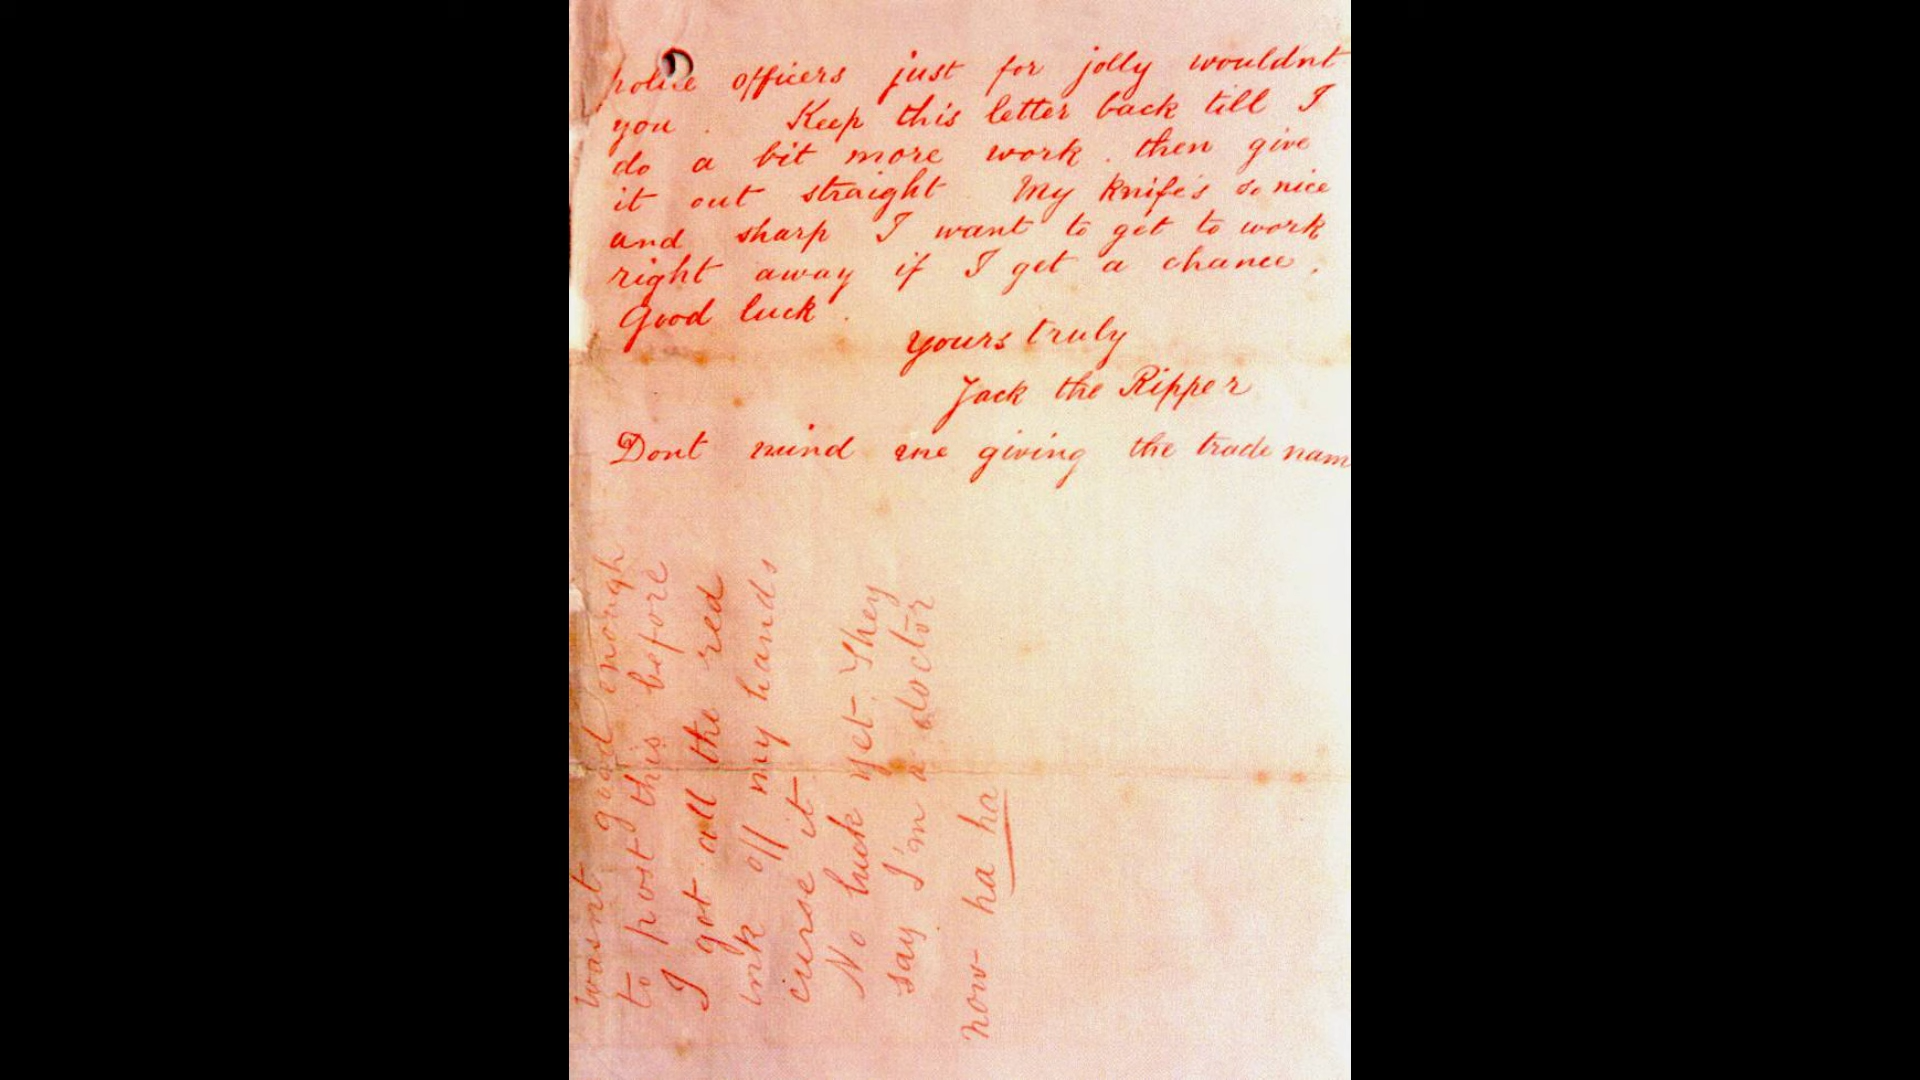 police officers just for jolly wouldnt
you. Keep this letter back till I
do a bit more work. then give
it out straight My knife's so nice
and sharp I want to get to work
right away if I get a chance.
Good luck.
Yours truly
Jack the Ripper
Dont mind me giving the trade nam
wasnt good enough
to post this before
I got all the red
ink off my hands
curse it
No luck yet. They
say I'm a doctor
now ha ha